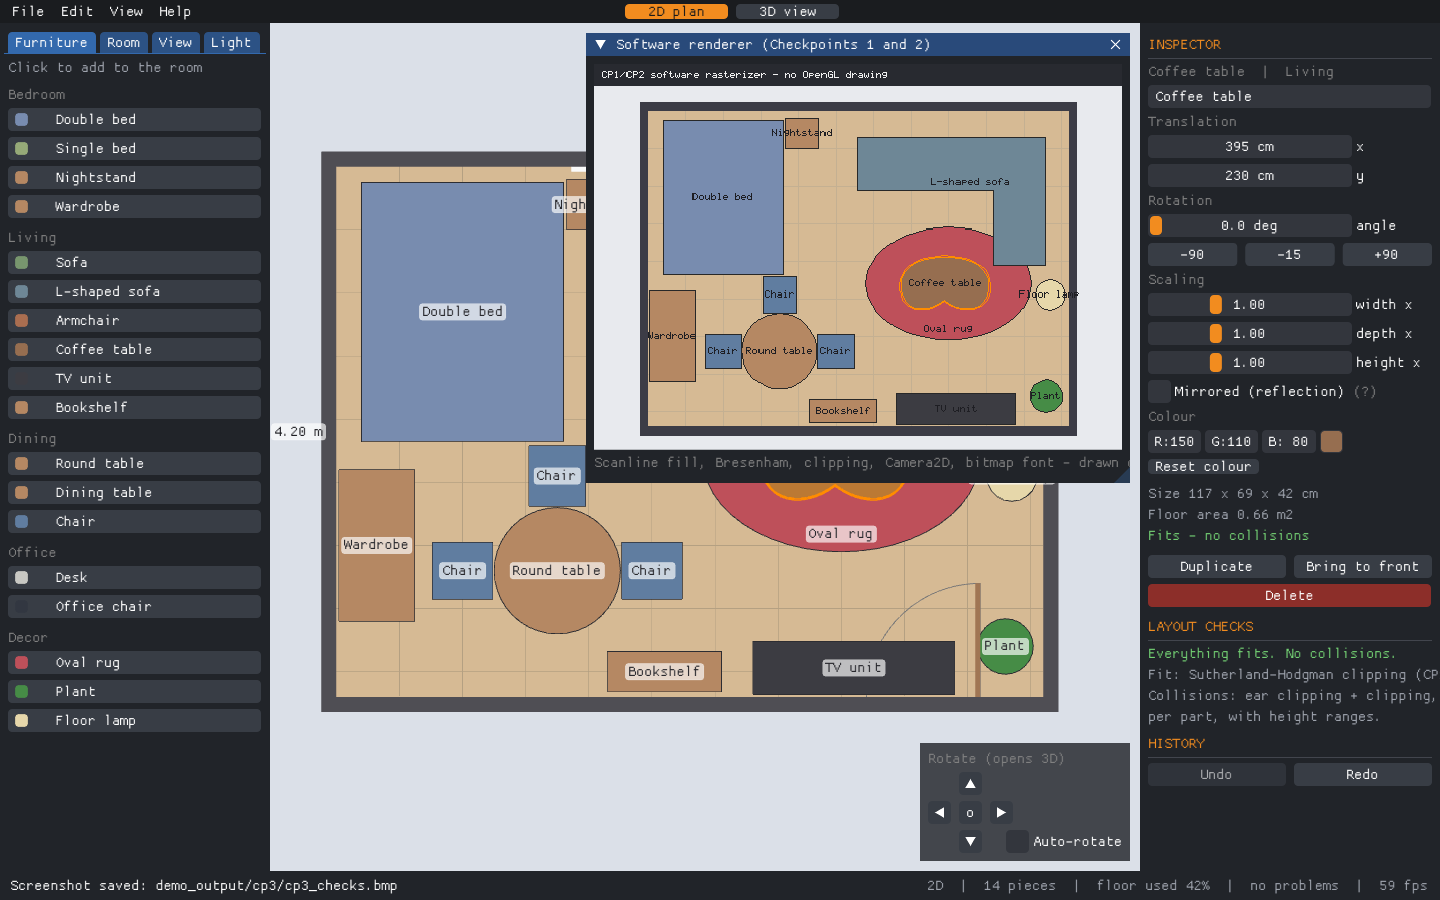 File Edit View Help
2D plan 3D view
Furniture Room View Light
Click to add to the room
Bedroom
Double bed
Single bed
Nightstand
Wardrobe
Living
Sofa
L-shaped sofa
Armchair
Coffee table
TV unit
Bookshelf
Dining
Round table
Dining table
Chair
Office
Desk
Office chair
Decor
Oval rug
Plant
Floor lamp
4.20 m
Double bed
Nigh
Chair
Wardrobe
Chair
Round table
Chair
Oval rug
Bookshelf
TV unit
Plant
Software renderer (Checkpoints 1 and 2)
CP1/CP2 software rasterizer - no OpenGL drawing
Nightstand
Double bed
L-shaped sofa
Coffee table
Chair
Floor lamp
Oval rug
Wardrobe
Chair
Round table
Chair
Bookshelf
TV unit
Plant
Scanline fill, Bresenham, clipping, Camera2D, bitmap font - drawn
Rotate (opens 3D)
o
Auto-rotate
INSPECTOR
Coffee table | Living
Coffee table
Translation
395 cm x
230 cm y
Rotation
0.0 deg angle
-90 -15 +90
Scaling
1.00 width x
1.00 depth x
1.00 height x
Mirrored (reflection) (?)
Colour
R:150 G:110 B: 80
Reset colour
Size 117 x 69 x 42 cm
Floor area 0.66 m2
Fits - no collisions
Duplicate Bring to front
Delete
LAYOUT CHECKS
Everything fits. No collisions.
Fit: Sutherland-Hodgman clipping (CP
Collisions: ear clipping + clipping,
per part, with height ranges.
HISTORY
Undo Redo
Screenshot saved: demo_output/cp3/cp3_checks.bmp
2D | 14 pieces | floor used 42% | no problems | 59 fps